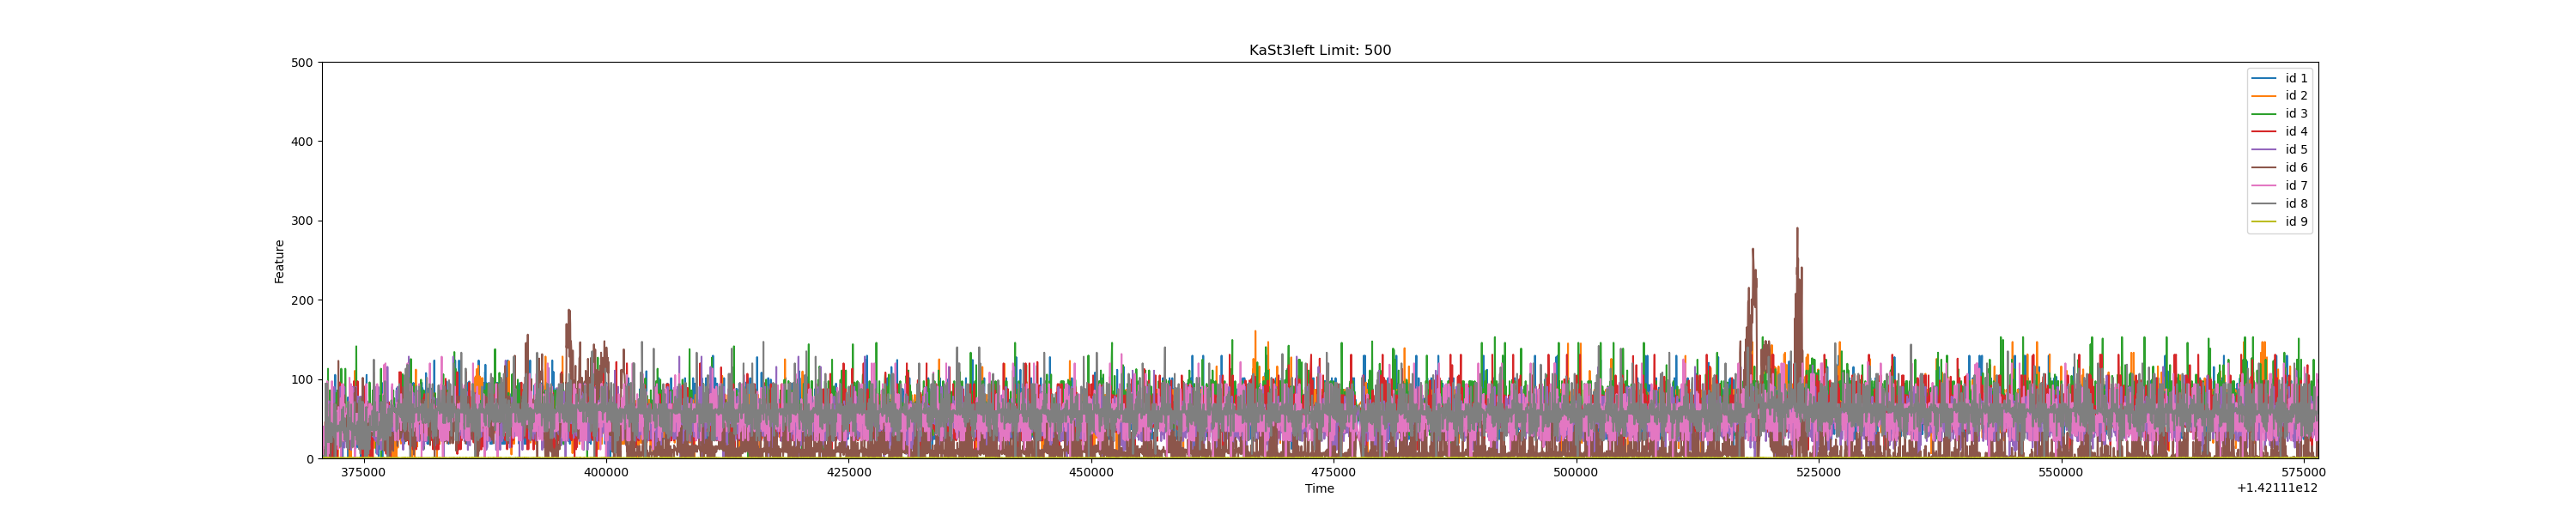 KaSt3left Limit: 500
500
400
300
200
100
0
Feature
id 1
id 2
id 3
id 4
id 5
id 6
id 7
id 8
id 9
375000 400000 425000 450000 475000 500000 525000 550000 575000
Time
+1.42111e12